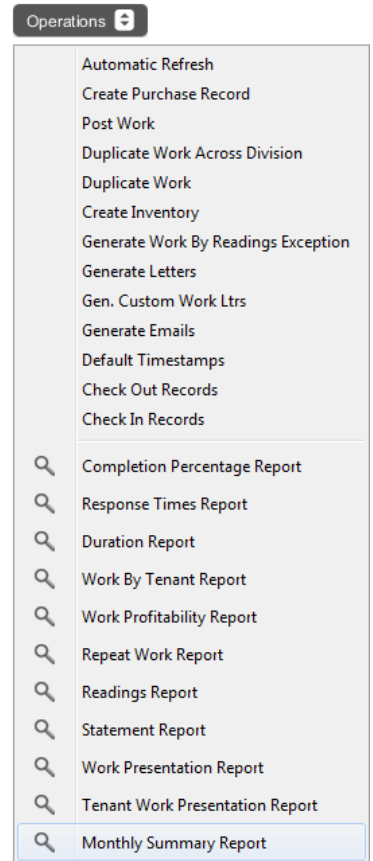 Operations
Automatic Refresh
Create Purchase Record
Post Work
Duplicate Work Across Division
Duplicate Work
Create Inventory
Generate Work By Readings Exception
Generate Letters
Gen. Custom Work Ltrs
Generate Emails
Default Timestamps
Check Out Records
Check In Records
Completion Percentage Report
Response Times Report
Duration Report
Work By Tenant Report
Work Profitability Report
Repeat Work Report
Readings Report
Statement Report
Work Presentation Report
Tenant Work Presentation Report
Monthly Summary Report